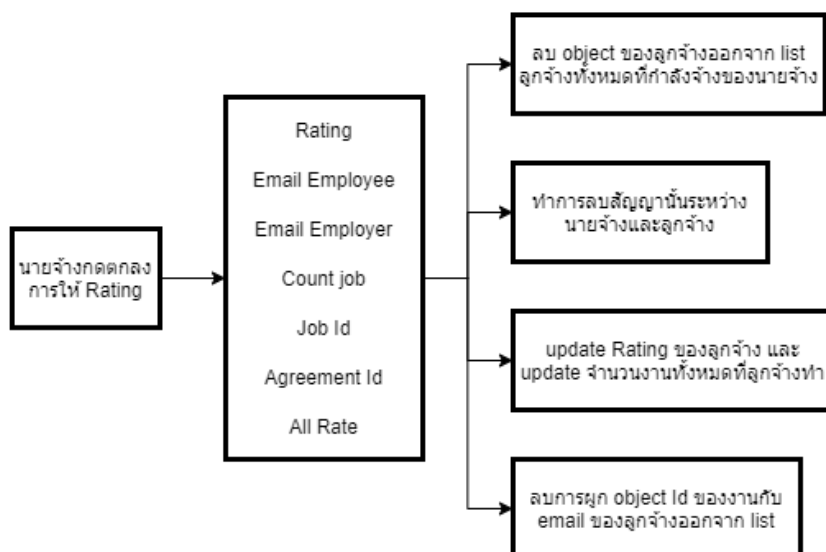 นายจ้างกดตกลง
การให้ Rating
Rating
Email Employee
Email Employer
Count job
Job Id
Agreement Id
All Rate
ลบ object ของลูกจ้างออกจาก list
ลูกจ้างทั้งหมดที่กำลังจ้างของนายจ้าง
ทำการลบสัญญานั้นระหว่าง
นายจ้างและลูกจ้าง
update Rating ของลูกจ้าง และ
update จำนวนงานทั้งหมดที่ลูกจ้างทำ
ลบการผูก object Id ของงานกับ
email ของลูกจ้างออกจาก list